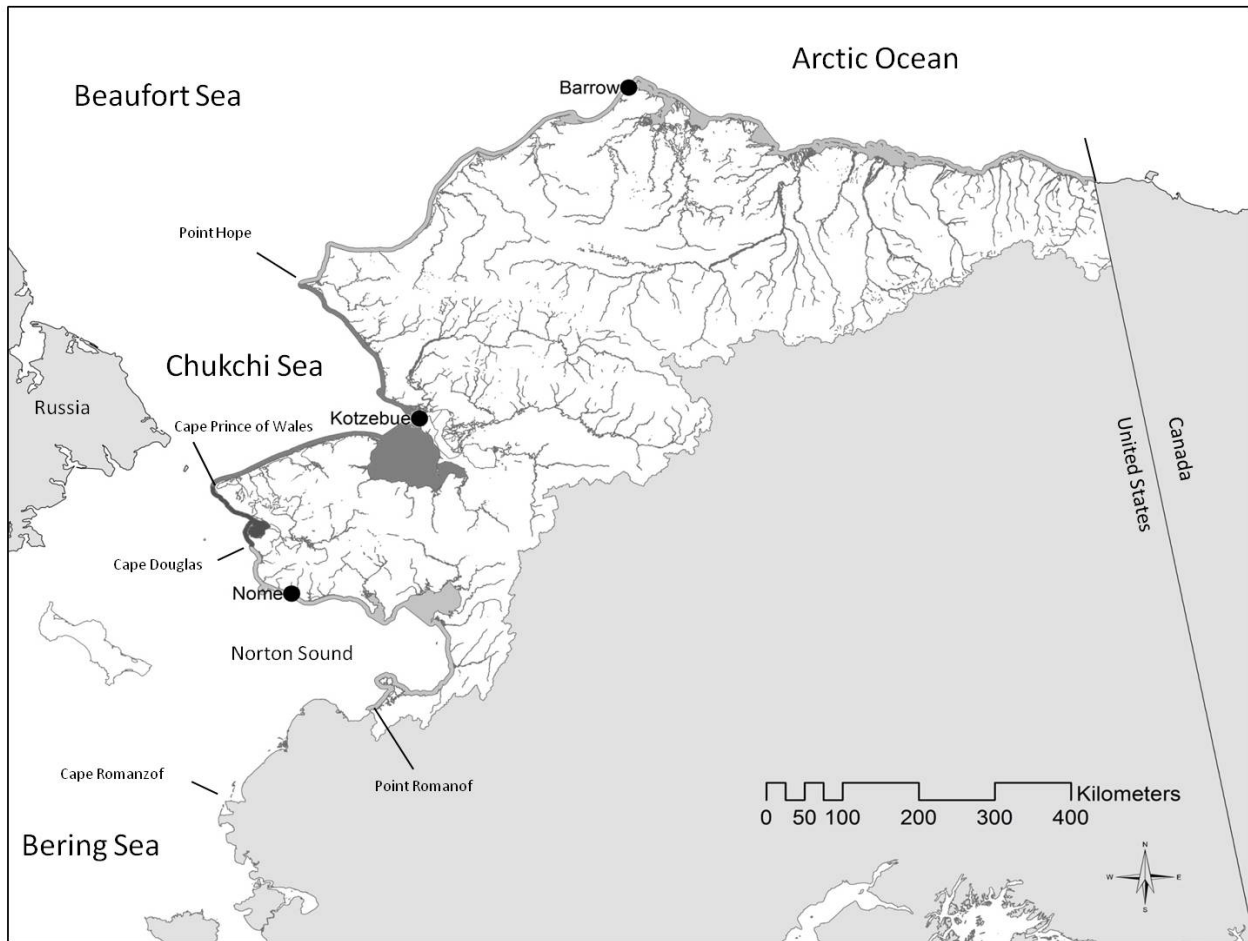 Arctic Ocean
Beaufort Sea
Barrow
Point Hope
Chukchi Sea
Russia
Kotzebue
Cape Prince of Wales
Canada
United States
Cape Douglas
Nome
Norton Sound
Cape Romanzof
Point Romanof
Kilometers
0 50 100 200 300 400
Bering Sea
N
W E
S